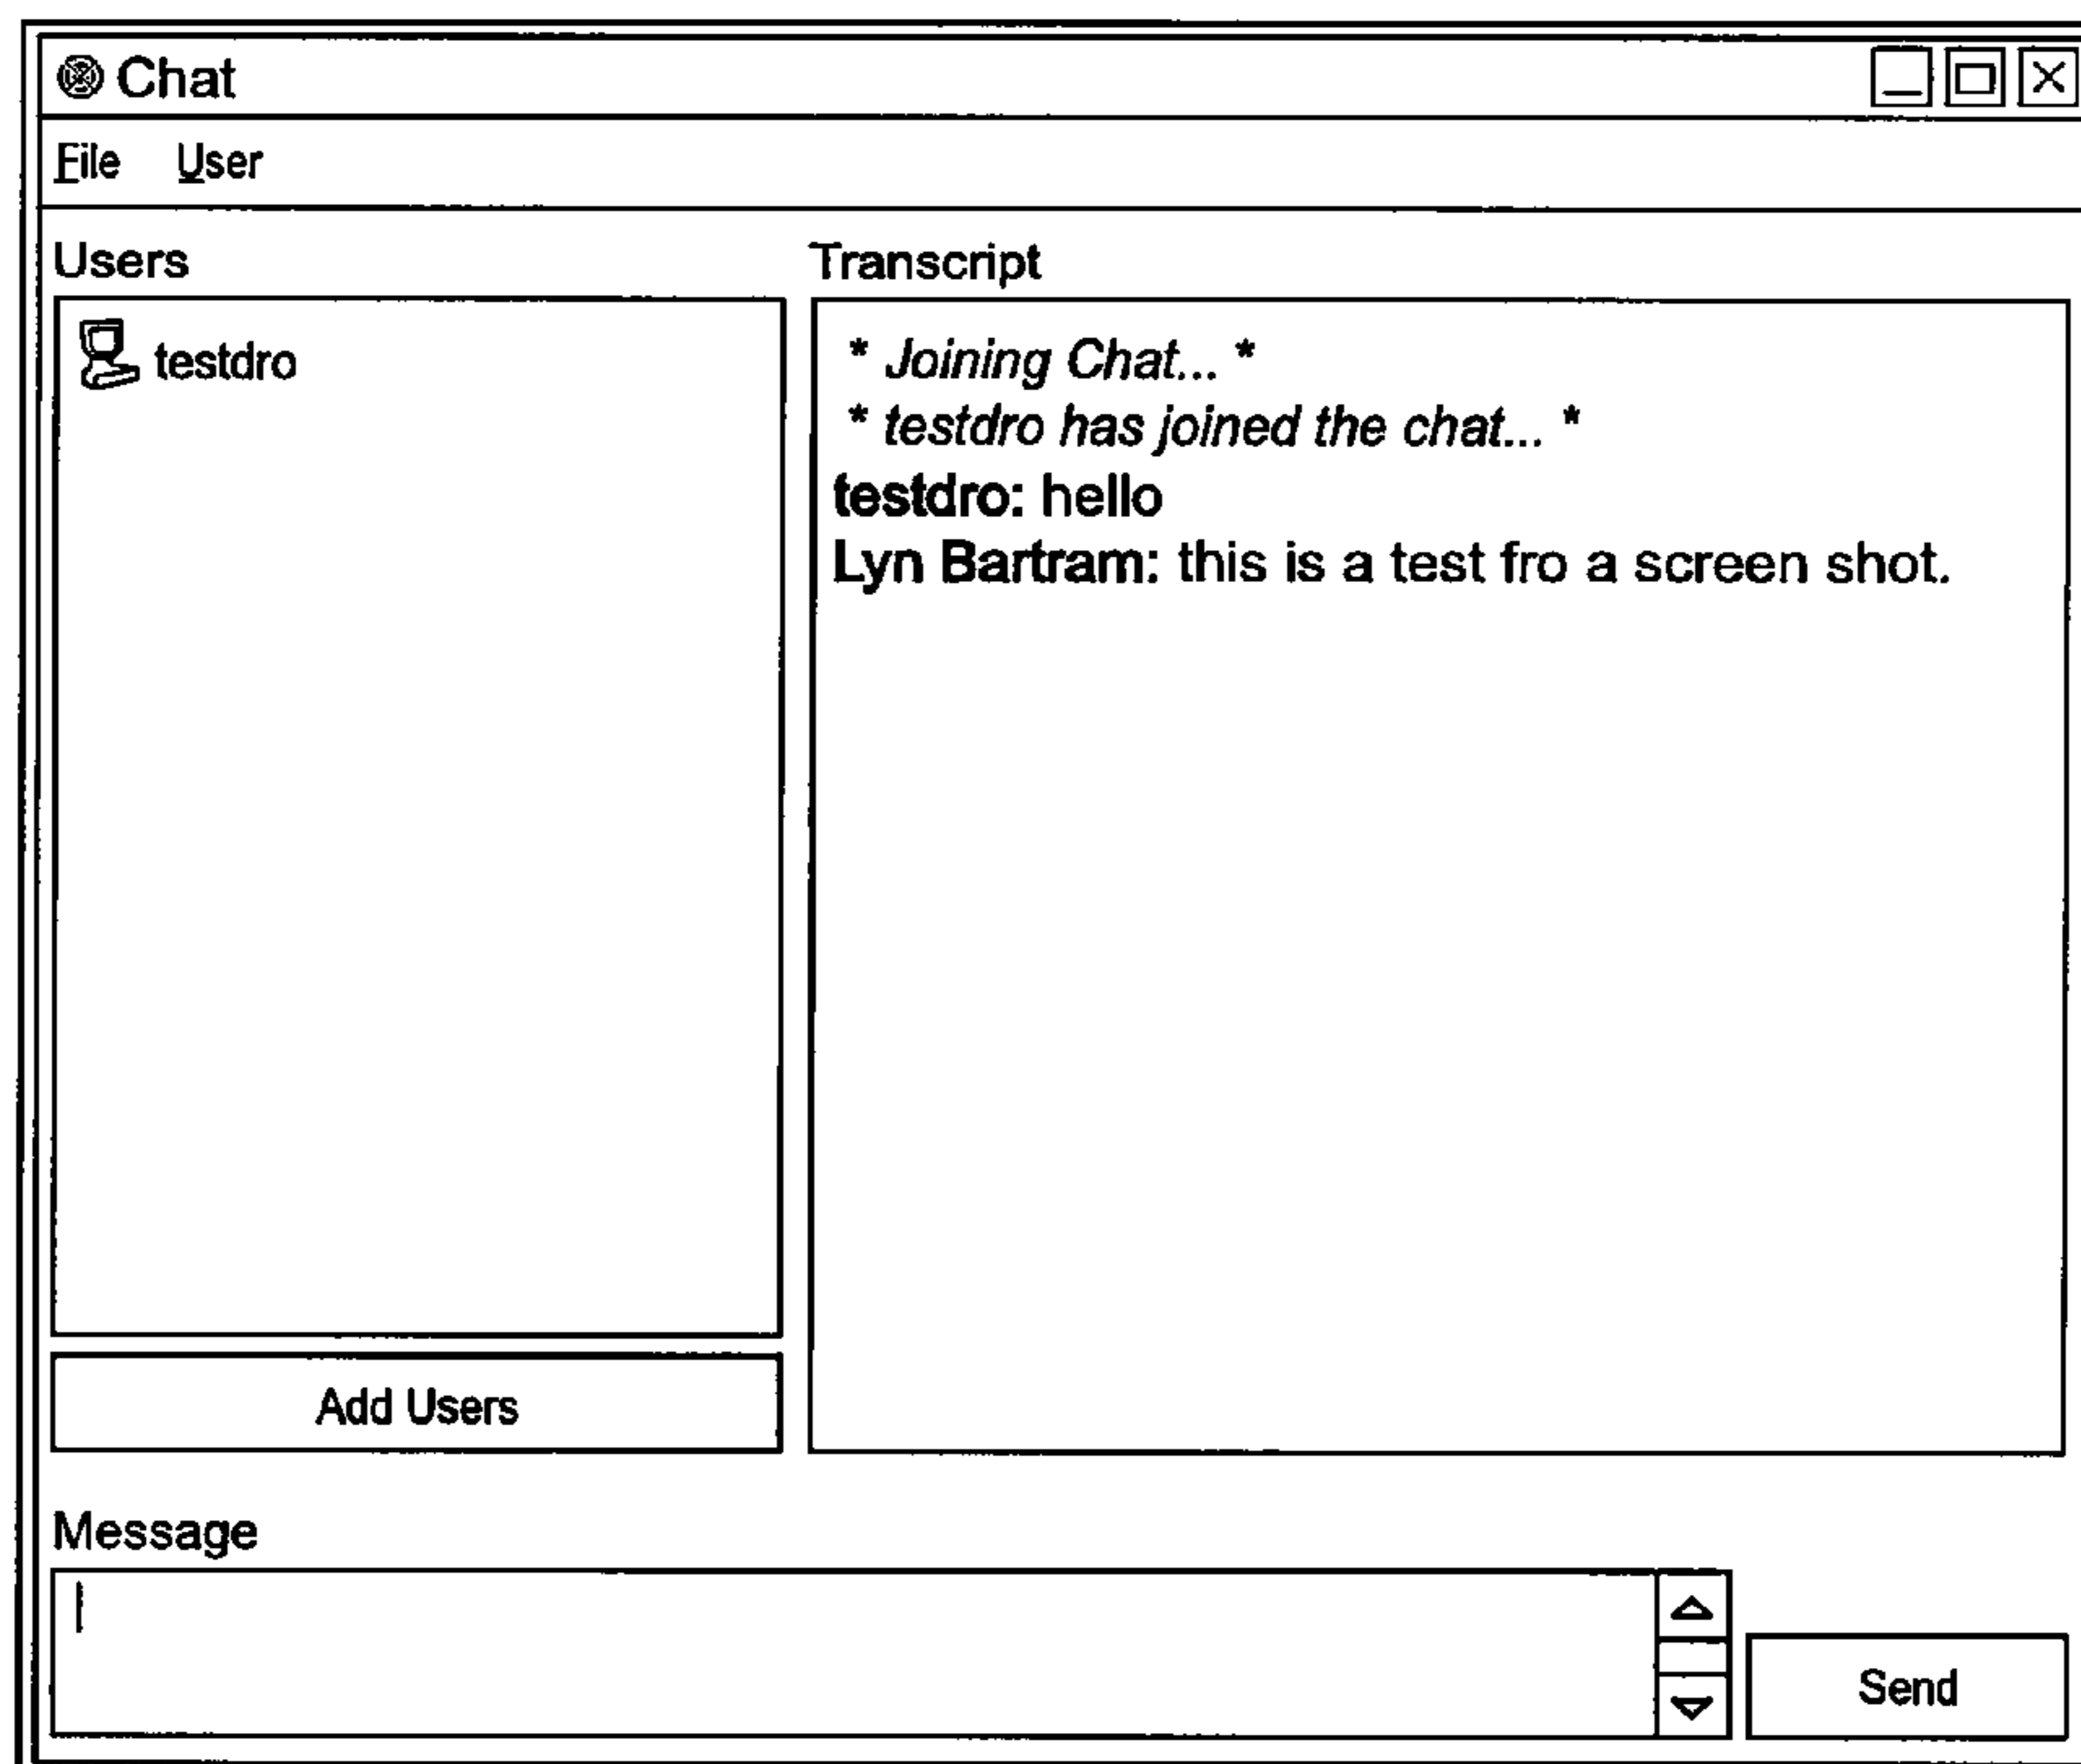 Chat
File User
Users
testdro
Add Users
Transcript
* Joining Chat... *
* testdro has joined the chat... *
testdro: hello
Lyn Bartram: this is a test fro a screen shot.
Message
Send